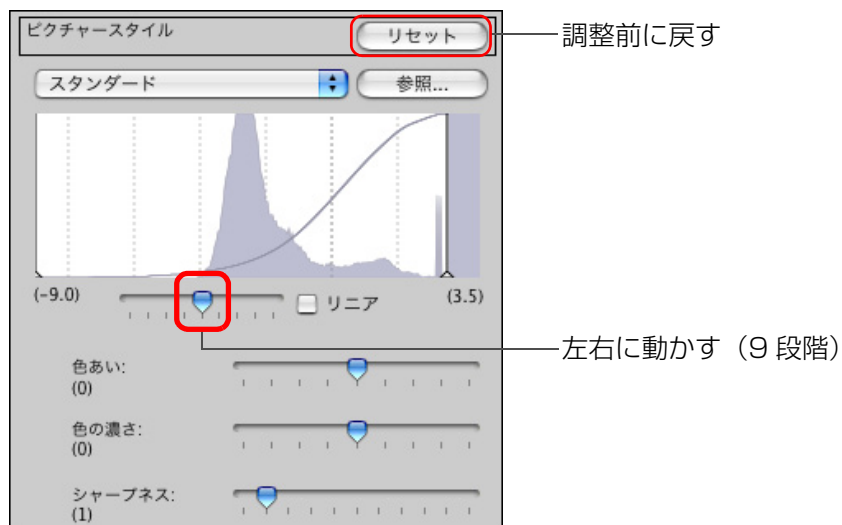 ピクチャースタイル
リセット
調整前に戻す
スタンダード
参照...
(-9.0)
リニア
(3.5)
左右に動かす（9 段階）
色あい:
(0)
色の濃さ:
(0)
シャープネス:
(1)